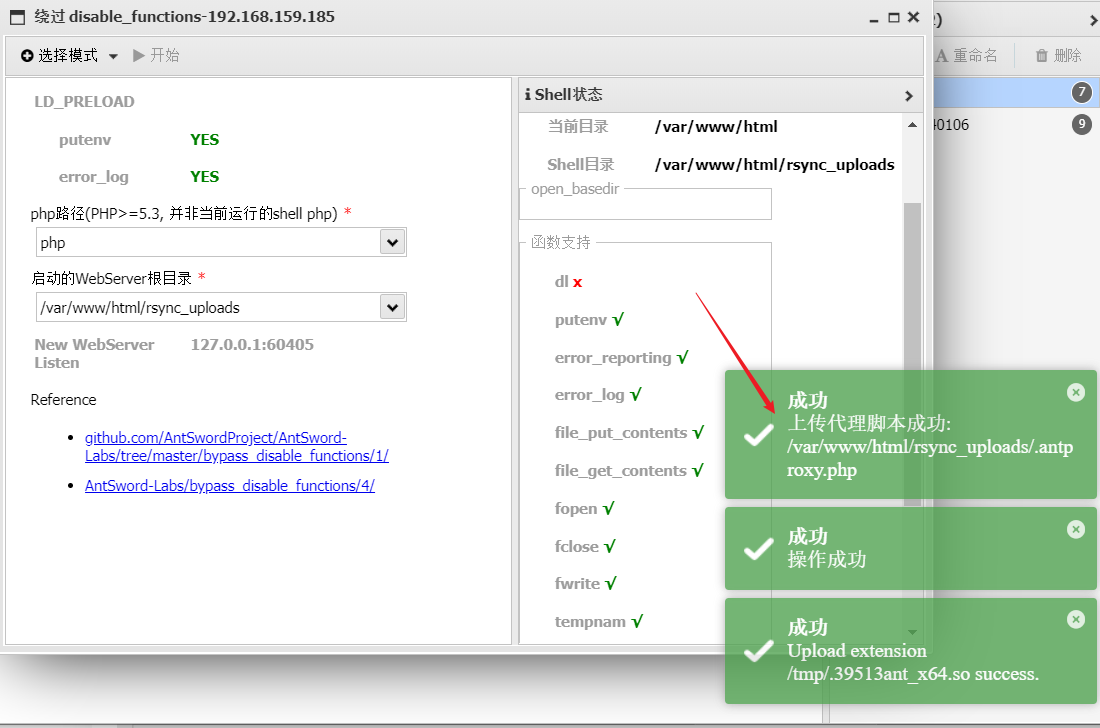 绕过 disable_functions-192.168.159.185
选择模式
开始
LD_PRELOAD
putenv YES
error_log YES
php路径(PHP>=5.3, 并非当前运行的shell php) *
php
启动的WebServer根目录 *
/var/www/html/rsync_uploads
New WebServer 127.0.0.1:60405
Listen
Reference
github.com/AntSwordProject/AntSword-
Labs/tree/master/bypass_disable_functions/1/
AntSword-Labs/bypass_disable_functions/4/
Shell状态
当前目录 /var/www/html
Shell目录 /var/www/html/rsync_uploads
open_basedir
函数支持
dl x
putenv √
error_reporting √
error_log √
file_put_contents √
file_get_contents √
fopen √
fclose √
fwrite √
tempnam √
)
重命名
删除
7
40106
9
成功
上传代理脚本成功:
/var/www/html/rsync_uploads/.antp
roxy.php
成功
操作成功
成功
Upload extension
/tmp/.39513ant_x64.so success.